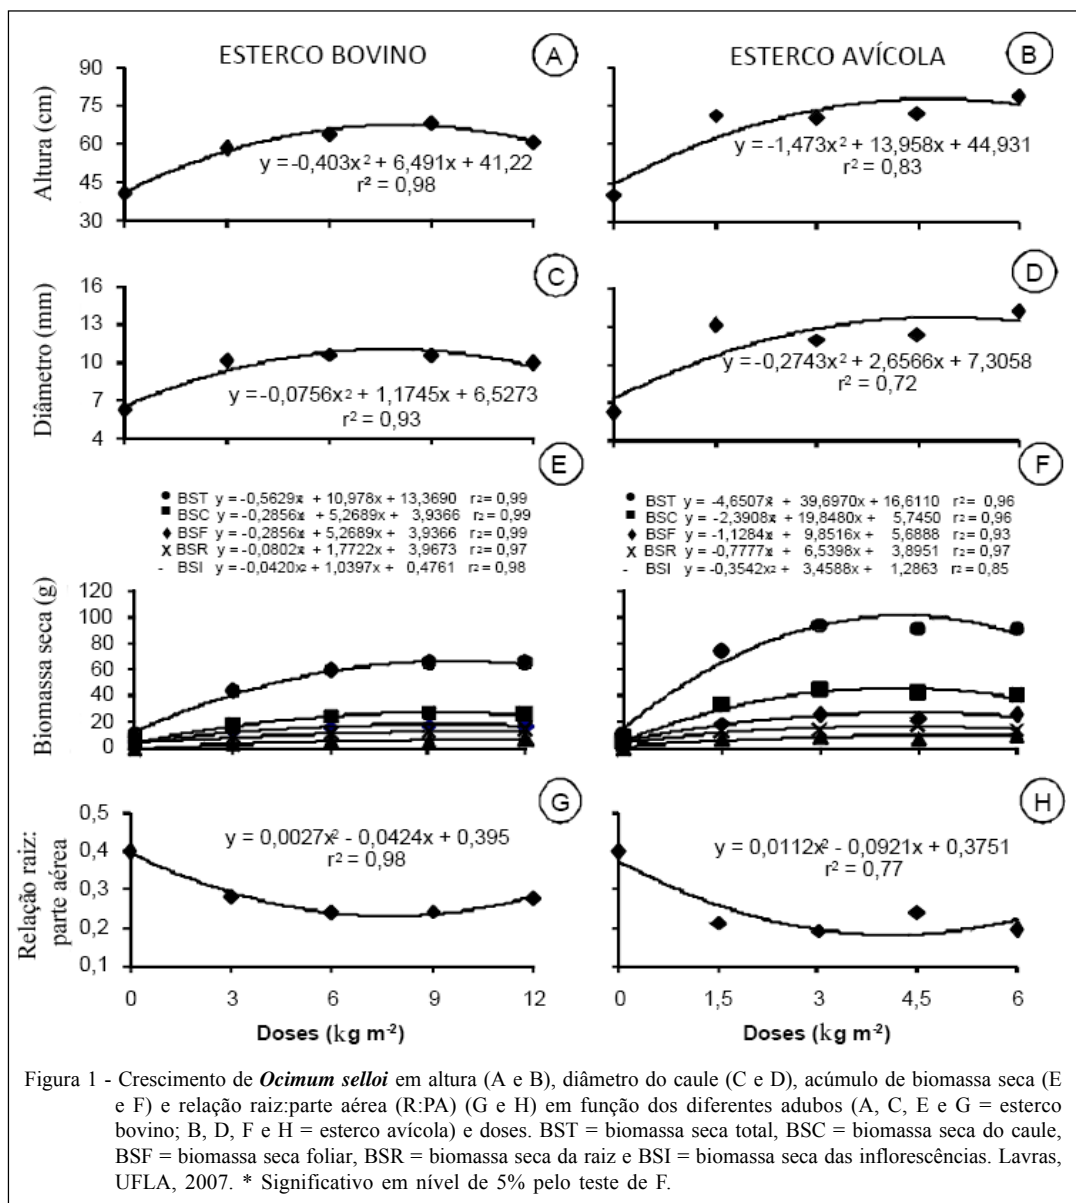 ESTERCO BOVINO
A
ESTERCO AVÍCOLA
B
Altura (cm)
90
75
60
45
30
y = -0,403x² + 6,491x + 41,22
r² = 0,98
y = -1,473x² + 13,958x + 44,931
r² = 0,83
C
D
Diâmetro (mm)
16
13
10
7
4
y = -0,0756x² + 1,1745x + 6,5273
r² = 0,93
y = -0,2743x² + 2,6566x + 7,3058
r² = 0,72
E
F
BST y = -0,5629x² + 10,978x + 13,3690 r² = 0,99
BSC y = -0,2856x² + 5,2689x + 3,9366 r² = 0,99
BSF y = -0,2856x² + 5,2689x + 3,9366 r² = 0,99
X BSR y = -0,0802x² + 1,7722x + 3,9673 r² = 0,97
- BSI y = -0,0420x² + 1,0397x + 0,4761 r² = 0,98
BST y = -4,6507x² + 39,6970x + 16,6110 r² = 0,96
BSC y = -2,3908x² + 19,8480x + 5,7450 r² = 0,96
BSF y = -1,1284x² + 9,8516x + 5,6888 r² = 0,93
X BSR y = -0,7777x² + 6,5398x + 3,8951 r² = 0,97
- BSI y = -0,3542x² + 3,4588x + 1,2863 r² = 0,85
Biomassa seca (g)
120
100
80
60
40
20
0
G
H
Relação raiz:
parte aérea
0,5
0,4
0,3
0,2
0,1
y = 0,0027x² - 0,0424x + 0,395
r² = 0,98
y = 0,0112x² - 0,0921x + 0,3751
r² = 0,77
0 3 6 9 12
0 1,5 3 4,5 6
Doses (kg m⁻²)
Doses (kg m⁻²)
Figura 1 - Crescimento de Ocimum selloi em altura (A e B), diâmetro do caule (C e D), acúmulo de biomassa seca (E
e F) e relação raiz:parte aérea (R:PA) (G e H) em função dos diferentes adubos (A, C, E e G = esterco
bovino; B, D, F e H = esterco avícola) e doses. BST = biomassa seca total, BSC = biomassa seca do caule,
BSF = biomassa seca foliar, BSR = biomassa seca da raiz e BSI = biomassa seca das inflorescências. Lavras,
UFLA, 2007. * Significativo em nível de 5% pelo teste de F.